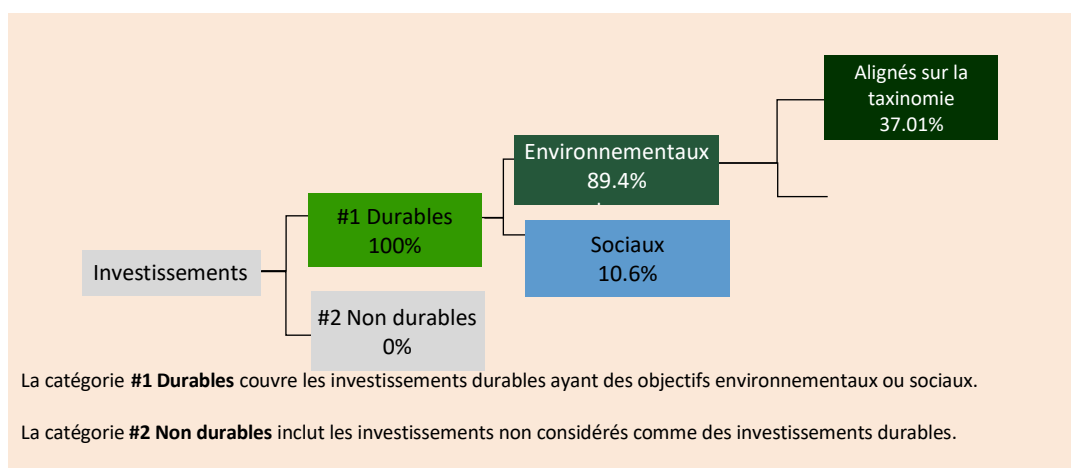 Alignés sur la
taxinomie
37.01%
Environnementaux
89.4%
#1 Durables
100%
Sociaux
10.6%
Investissements
#2 Non durables
0%
La catégorie #1 Durables couvre les investissements durables ayant des objectifs environnementaux ou sociaux.
La catégorie #2 Non durables inclut les investissements non considérés comme des investissements durables.